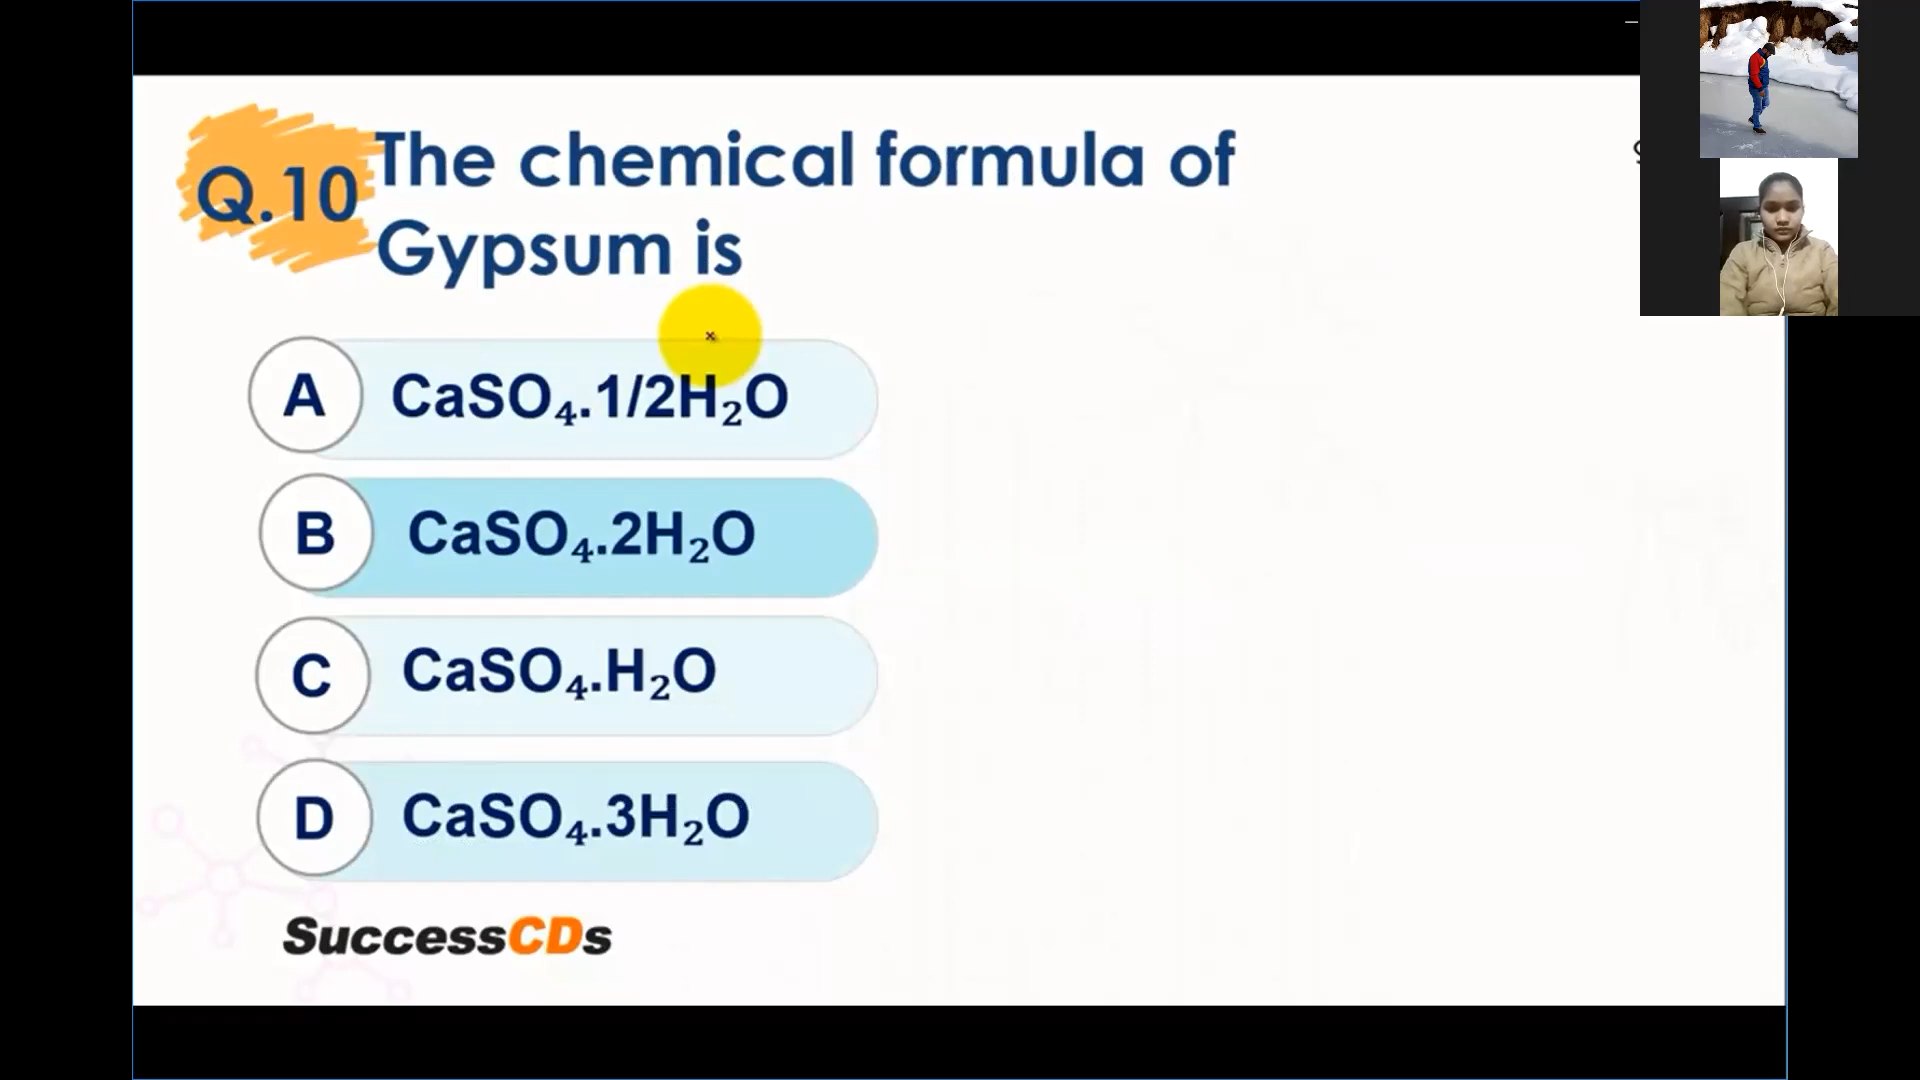 Q.10
The chemical formula of
Gypsum is
A CaSO₄.1/2H₂O
B CaSO₄.2H₂O
C CaSO₄.H₂O
D CaSO₄.3H₂O
SuccessCDs